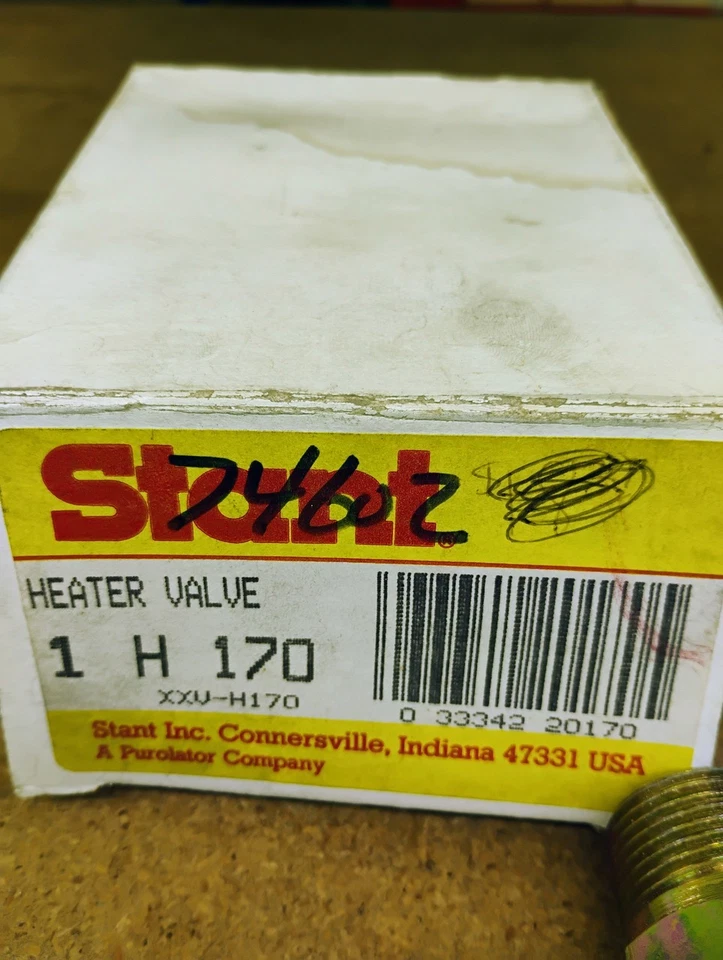 Stant®
74602
HEATER VALVE
1 H 170
XXV-H170
0 33342 20170
Stant Inc. Connersville, Indiana 47331 USA
A Purolator Company